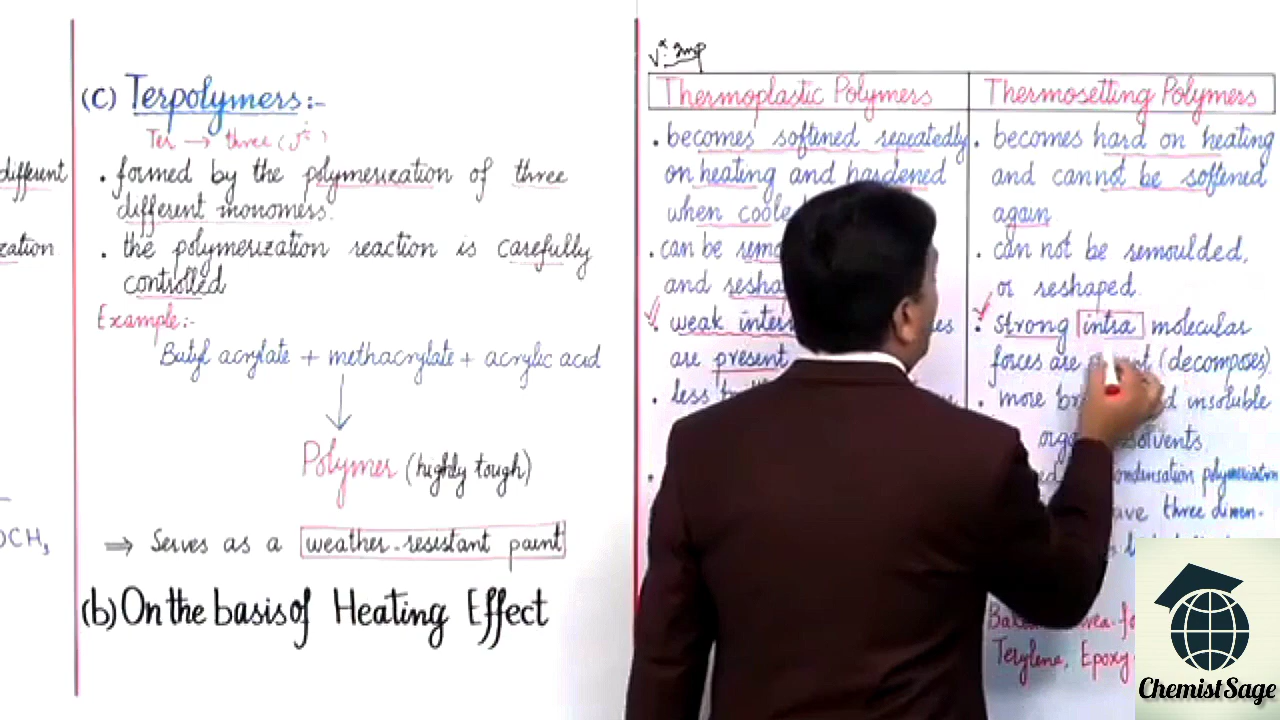 (C) Terpolymers:-
Ter → three
• formed by the polymerization of three
different monomers.
• the polymerization reaction is carefully
controlled
Example:-
Butyl acrylate + methacrylate + acrylic acid
Polymer (highly tough)
⇒ Serves as a weather-resistant paint
(b) On the basis of Heating Effect
different
zation
OCH₃
Imp
Thermoplastic Polymers
• becomes softened repeatedly
on heating and hardened
when
• can be
and
• weak
are present
• less
Thermosetting Polymers
• becomes hard on heating
and cannot be softened
again
• can not be remoulded,
or reshaped.
• strong intra molecular
forces are (decomposes)
• more insoluble
solvents.
condensation polymerization
three dimen-
Terylene, Epoxy
ChemistSage